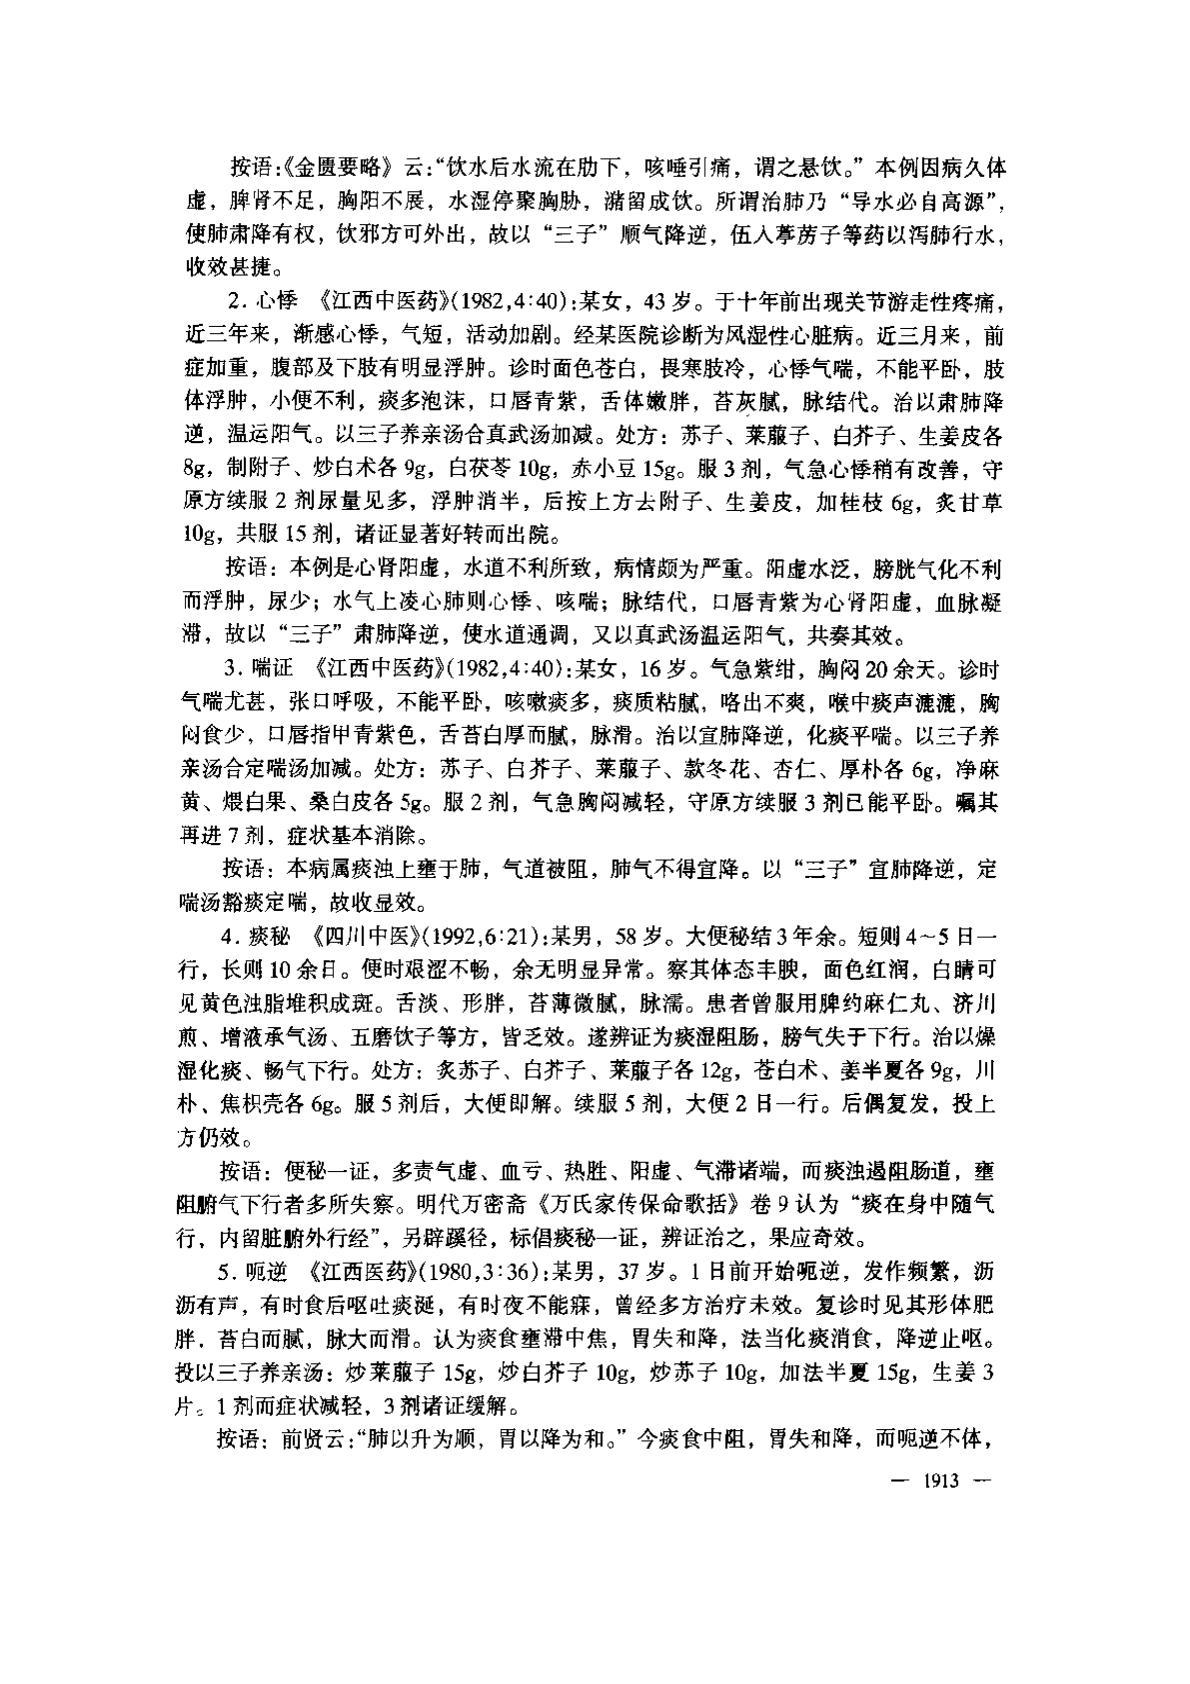 按语:《金匮要略》云:“饮水后水流在肋下，咳唾引痛，谓之悬饮。”本例因病久体
虚，脾肾不足，胸阳不展，水湿停聚胸胁，潴留成饮。所谓治肺乃“导水必自高源”，
使肺肃降有权，饮邪方可外出，故以“三子”顺气降逆，伍入葶苈子等药以泻肺行水，
收效甚捷。
2. 心悸 《江西中医药》(1982,4:40):某女，43岁。于十年前出现关节游走性疼痛，
近三年来，渐感心悸，气短，活动加剧。经某医院诊断为风湿性心脏病。近三月来，前
症加重，腹部及下肢有明显浮肿。诊时面色苍白，畏寒肢冷，心悸气喘，不能平卧，肢
体浮肿，小便不利，痰多泡沫，口唇青紫，舌体嫩胖，苔灰腻，脉结代。治以肃肺降
逆，温运阳气。以三子养亲汤合真武汤加减。处方：苏子、莱菔子、白芥子、生姜皮各
8g，制附子、炒白术各9g，白茯苓10g，赤小豆15g。服3剂，气急心悸稍有改善，守
原方续服2剂尿量见多，浮肿消半，后按上方去附子、生姜皮，加桂枝6g，炙甘草
10g，共服15剂，诸证显著好转而出院。
按语：本例是心肾阳虚，水道不利所致，病情颇为严重。阳虚水泛，膀胱气化不利
而浮肿，尿少；水气上凌心肺则心悸、咳喘；脉结代，口唇青紫为心肾阳虚，血脉凝
滞，故以“三子”肃肺降逆，使水道通调，又以真武汤温运阳气，共奏其效。
3. 喘证 《江西中医药》(1982,4:40):某女，16岁。气急紫绀，胸闷20余天。诊时
气喘尤甚，张口呼吸，不能平卧，咳嗽痰多，痰质粘腻，咯出不爽，喉中痰声漉漉，胸
闷食少，口唇指甲青紫色，舌苔白厚而腻，脉滑。治以宣肺降逆，化痰平喘。以三子养
亲汤合定喘汤加减。处方：苏子、白芥子、莱菔子、款冬花、杏仁、厚朴各6g，净麻
黄、煨白果、桑白皮各5g。服2剂，气急胸闷减轻，守原方续服3剂已能平卧。嘱其
再进7剂，症状基本消除。
按语：本病属痰浊上壅于肺，气道被阻，肺气不得宣降。以“三子”宣肺降逆，定
喘汤豁痰定喘，故收显效。
4. 痰秘 《四川中医》(1992,6:21):某男，58岁。大便秘结3年余。短则4～5日一
行，长则10余日。便时艰涩不畅，余无明显异常。察其体态丰腴，面色红润，白睛可
见黄色浊脂堆积成斑。舌淡、形胖，苔薄微腻，脉濡。患者曾服用脾约麻仁丸、济川
煎、增液承气汤、五磨饮子等方，皆乏效。遂辨证为痰湿阻肠，膀气失于下行。治以燥
湿化痰、畅气下行。处方：炙苏子、白芥子、莱菔子各12g，苍白术、姜半夏各9g，川
朴、焦枳壳各6g。服5剂后，大便即解。续服5剂，大便2日一行。后偶复发，投上
方仍效。
按语：便秘一证，多责气虚、血亏、热胜、阳虚、气滞诸端，而痰浊遏阻肠道，壅
阻腑气下行者多所失察。明代万密斋《万氏家传保命歌括》卷9认为“痰在身中随气
行，内留脏腑外行经”，另辟蹊径，标倡痰秘一证，辨证治之，果应奇效。
5. 呃逆 《江西医药》(1980,3:36):某男，37岁。1日前开始呃逆，发作频繁，沥
沥有声，有时食后呕吐痰涎，有时夜不能寐，曾经多方治疗未效。复诊时见其形体肥
胖．苔白而腻，脉大而滑。认为痰食壅滞中焦，胃失和降，法当化痰消食，降逆止呕。
投以三子养亲汤：炒莱菔子15g，炒白芥子10g，炒苏子10g，加法半夏15g，生姜3
片。1剂而症状减轻，3剂诸证缓解。
按语：前贤云:“肺以升为顺，胃以降为和。”今痰食中阻，胃失和降，而呃逆不体，
— 1913 —